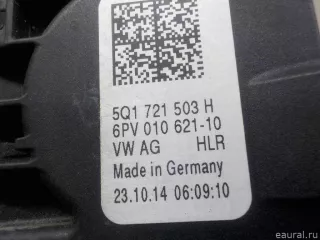 5Q1 721 503 H
6PV 010 621-10
VW AG HLR
Made in Germany
23.10.14 06:09:10
eaural.ru